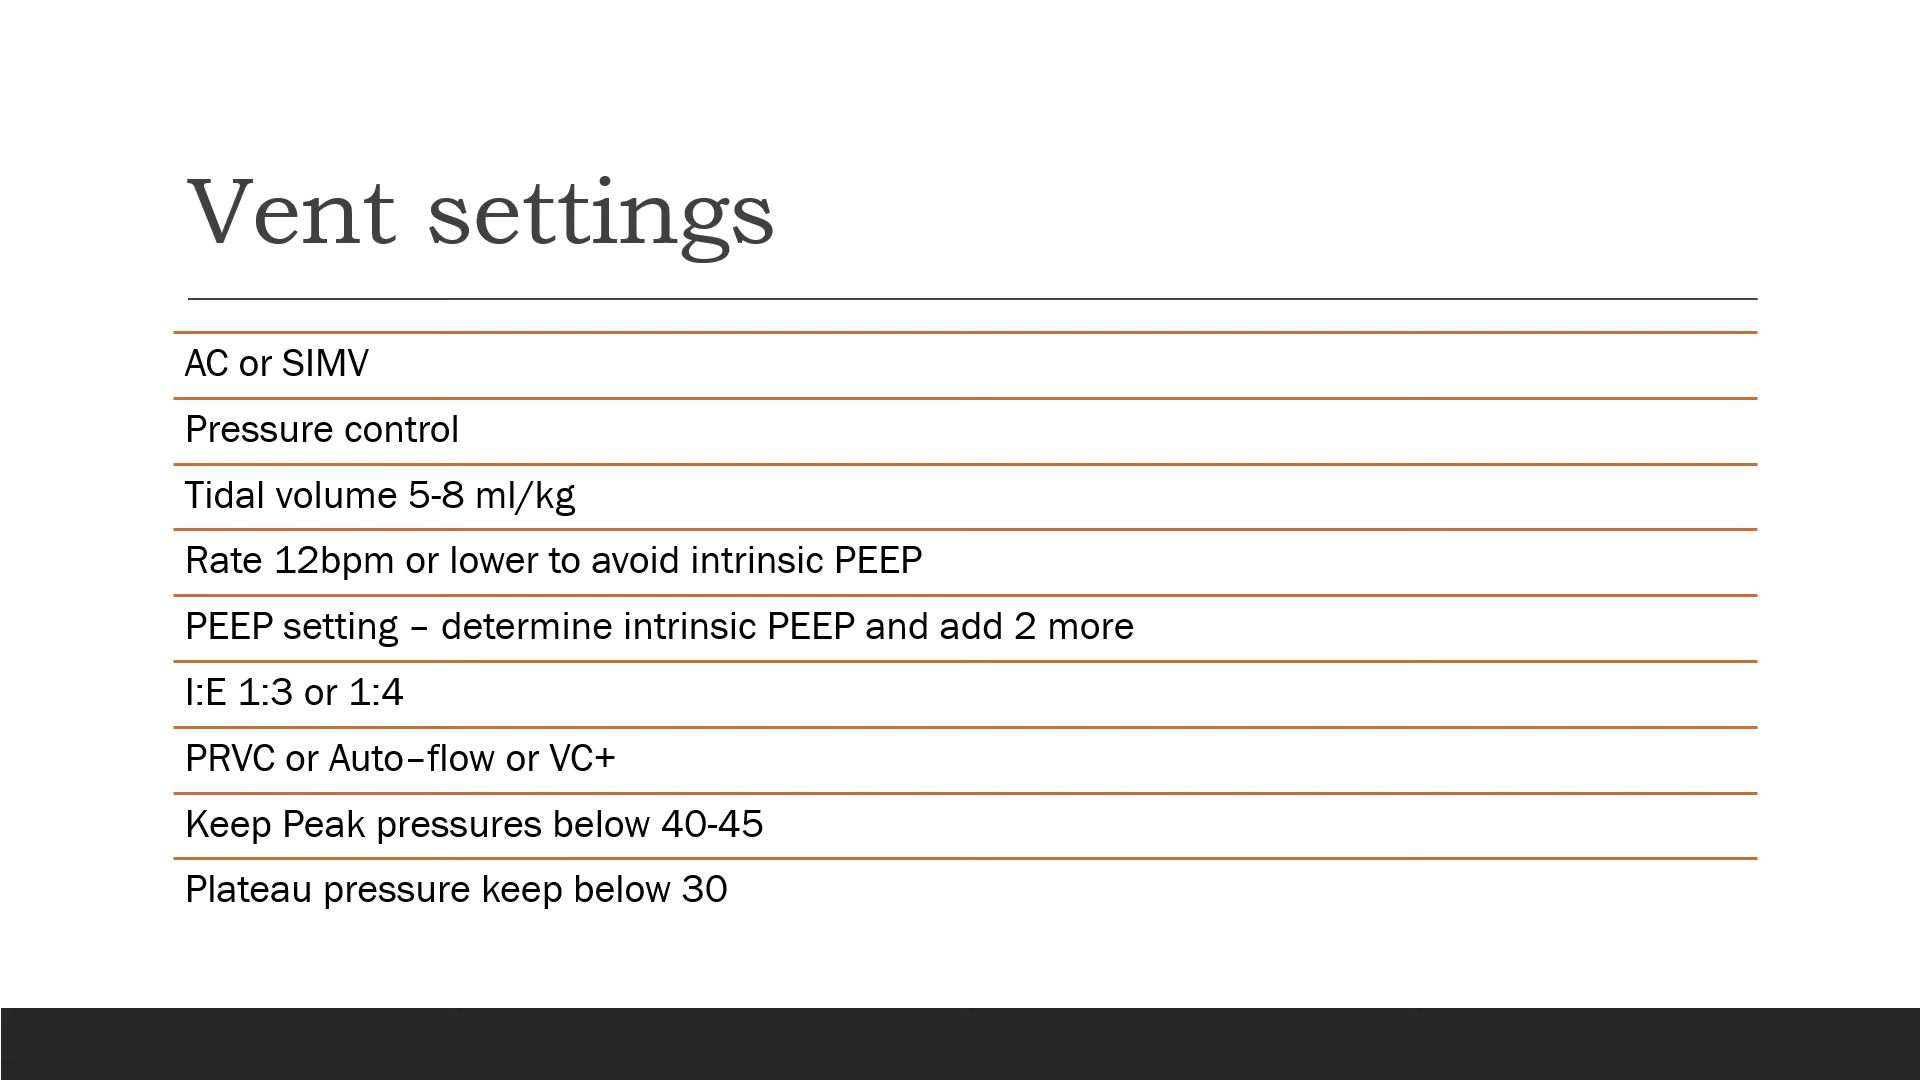 Vent settings
AC or SIMV
Pressure control
Tidal volume 5-8 ml/kg
Rate 12bpm or lower to avoid intrinsic PEEP
PEEP setting – determine intrinsic PEEP and add 2 more
I:E 1:3 or 1:4
PRVC or Auto–flow or VC+
Keep Peak pressures below 40-45
Plateau pressure keep below 30